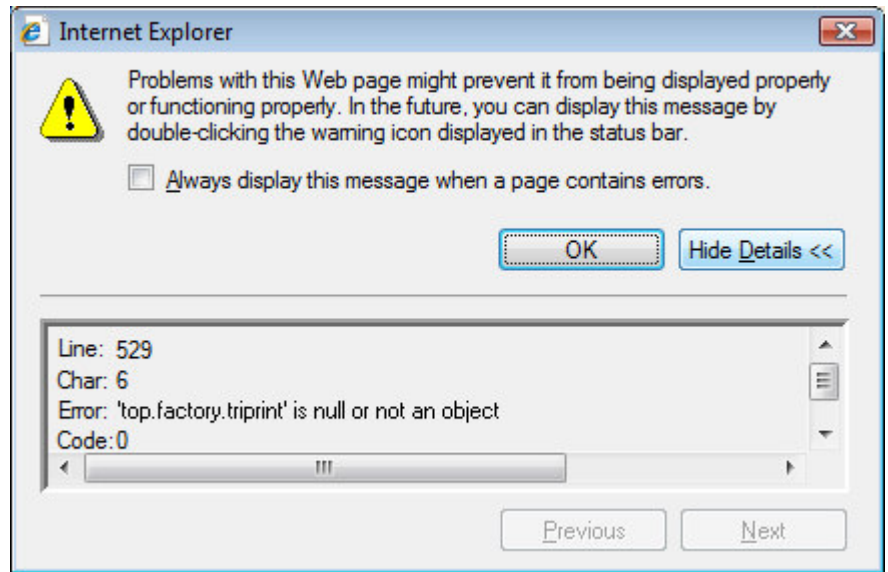 Internet Explorer
Problems with this Web page might prevent it from being displayed properly
or functioning properly. In the future, you can display this message by
double-clicking the warning icon displayed in the status bar.
Always display this message when a page contains errors.
OK
Hide Details <<
Line: 529
Char: 6
Error: 'top.factory.triprint' is null or not an object
Code:0
Previous
Next